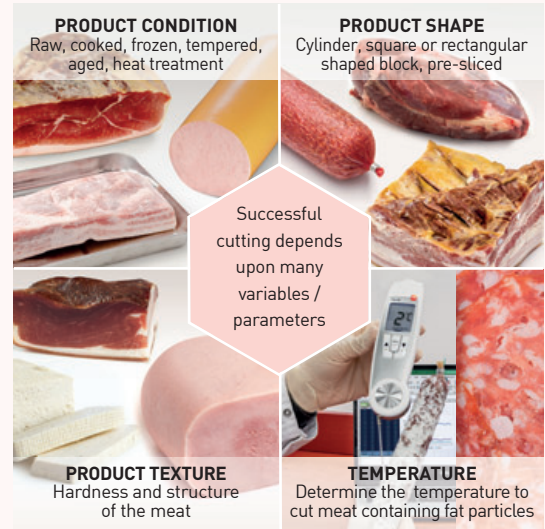 PRODUCT CONDITION
Raw, cooked, frozen, tempered,
aged, heat treatment
PRODUCT SHAPE
Cylinder, square or rectangular
shaped block, pre-sliced
Successful
cutting depends
upon many
variables /
parameters
2°C
PRODUCT TEXTURE
Hardness and structure
of the meat
TEMPERATURE
Determine the temperature to
cut meat containing fat particles